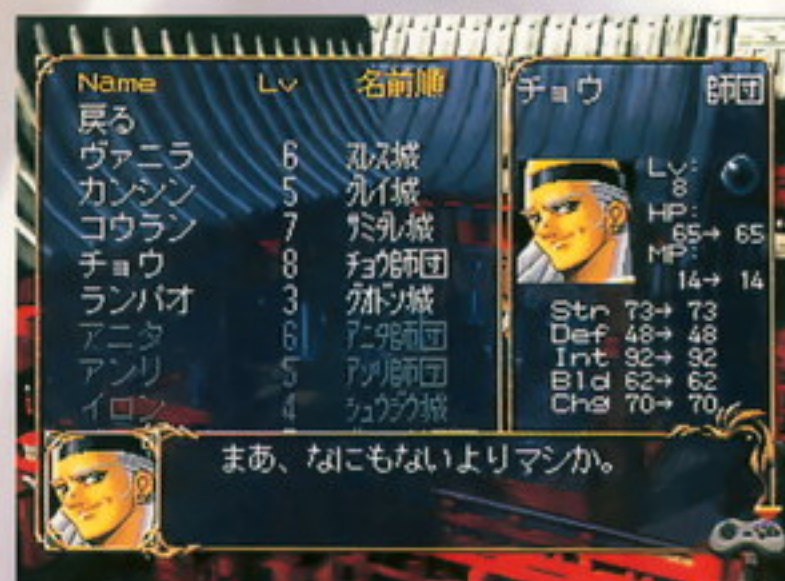 Name Lv 名前順
戻る
ヴァニラ 6 スレス城
カンシン 5 グレイ城
コウラン 7 サミダレ城
チョウ 8 チョウ師団
ランバオ 3 グオドン城
アニタ 6 アニタ師団
アンリ 5 アンリ師団
イロン 4 シュウジウ城
チョウ 師団
Lv:
8
HP:
65→ 65
MP:
14→ 14
Str 73→ 73
Def 48→ 48
Int 92→ 92
Bld 62→ 62
Chg 70→ 70
まあ、なにもないよりマシか。